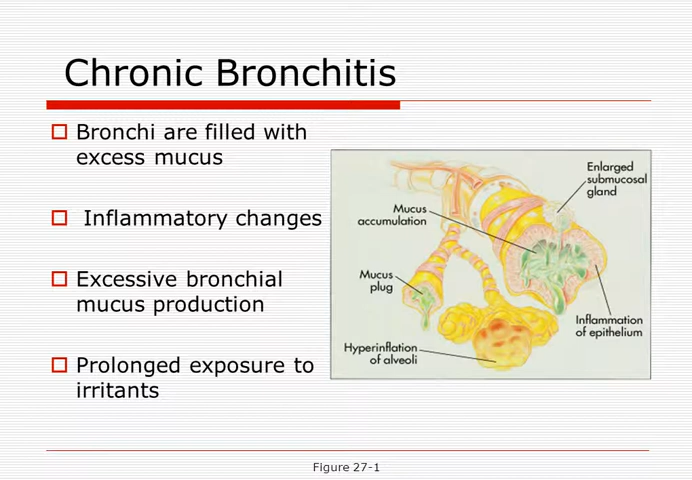 Chronic Bronchitis
Bronchi are filled with
excess mucus
Inflammatory changes
Excessive bronchial
mucus production
Prolonged exposure to
irritants
Enlarged
submucosal
gland
Mucus
accumulation
Mucus
plug
Inflammation
of epithelium
Hyperinflation
of alveoli
Figure 27-1